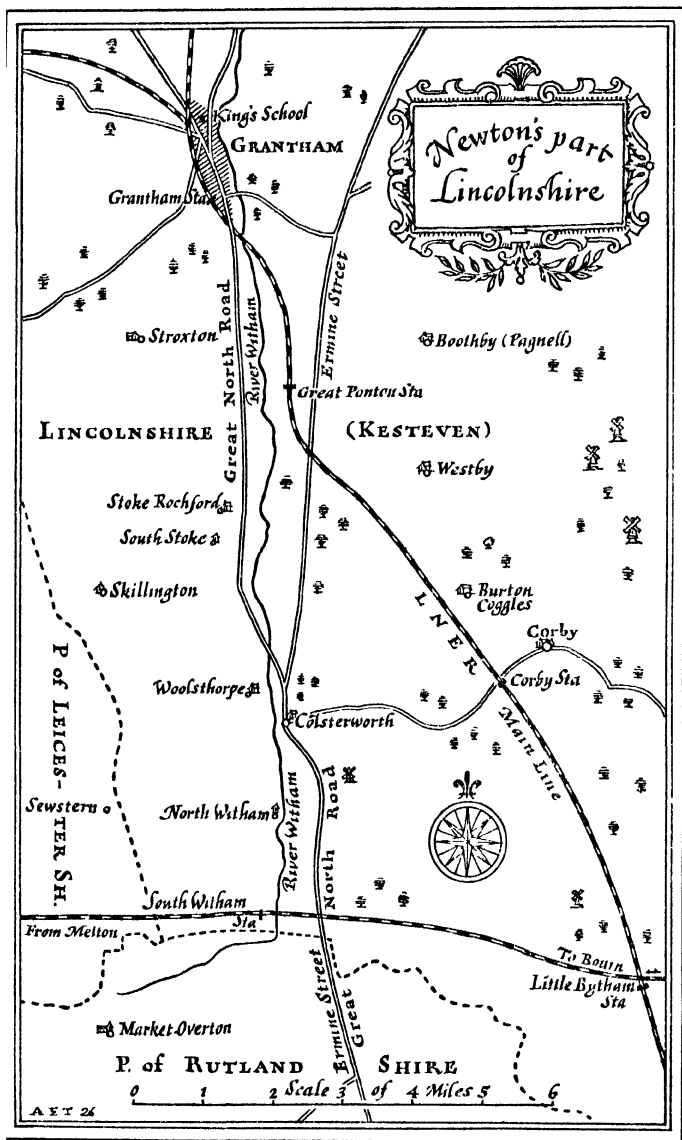 King's School
GRANTHAM
Newton's part
of
Lincolnshire
Grantham Sta
Ermine Street
Great North Road
River Witham
Stroxton
Boothby (Pagnell)
Great Ponton Sta
LINCOLNSHIRE
(KESTEVEN)
Westby
Stoke Rochford
South Stoke
Skillington
Burton
Coggles
LNER
Main Line
Corby
Corby Sta
P. of LEICES-TER SH.
Woolsthorpe
Colsterworth
Sewstern
North Witham
River Witham
North Road
South Witham
Sta
From Melton
To Bourn
Little Bytham
Sta
Ermine Street
Great
Market Overton
P. of RUTLAND SHIRE
0 1 2 Scale 3 of 4 Miles 5 6
AET 26